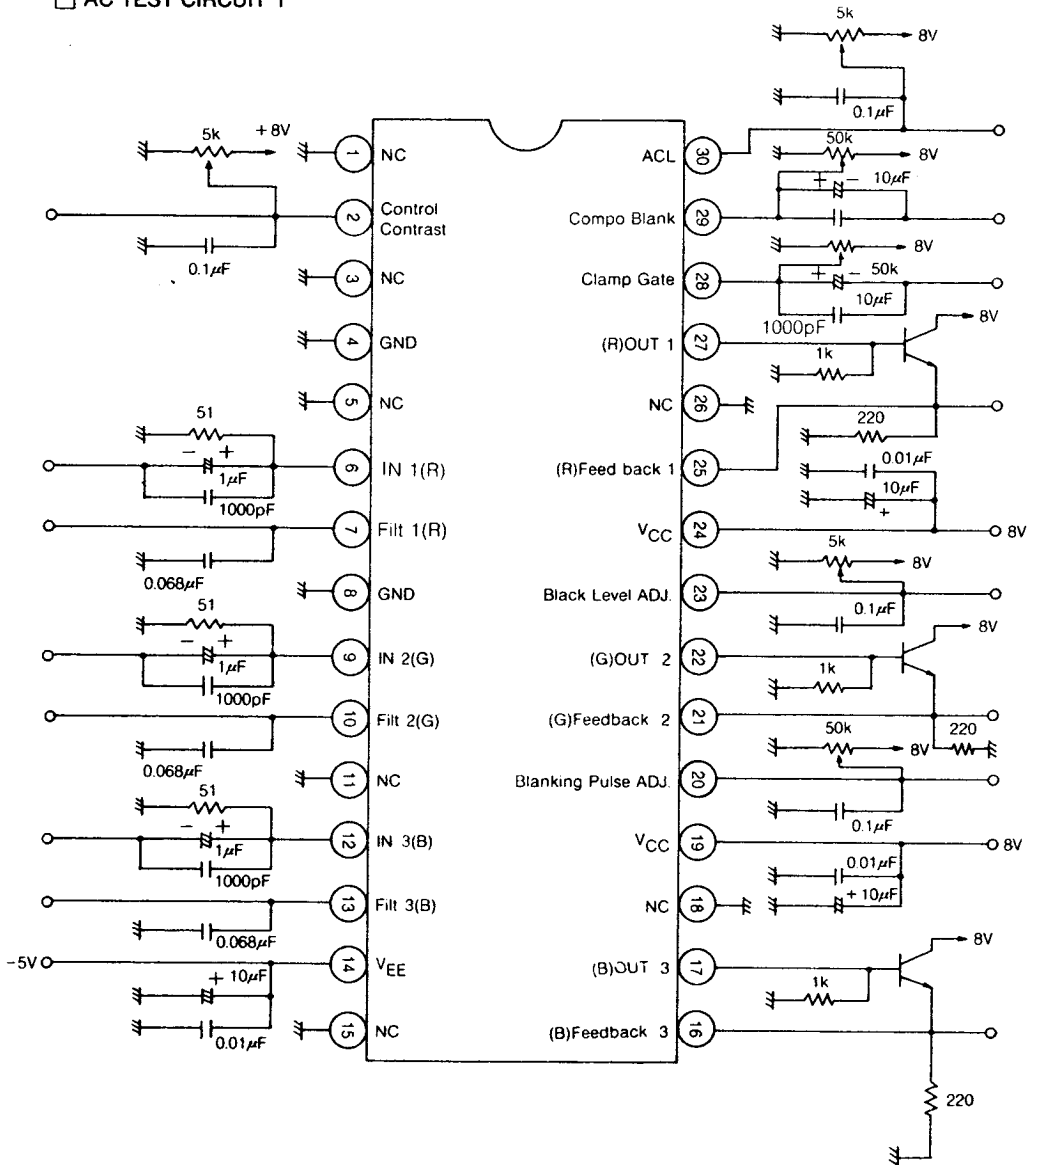 AC TEST CIRCUIT 1
5k
8V
0.1μF
5k
+8V
0.1μF
50k
8V
+ − 10μF
8V
+ − 50k
10μF
1000pF
8V
1k
220
0.01μF
10μF
+
8V
5k
8V
0.1μF
8V
1k
220
50k
8V
0.1μF
8V
0.01μF
+ 10μF
8V
1k
220
51
− +
1μF
1000pF
0.068μF
51
− +
1μF
1000pF
0.068μF
51
− +
1μF
1000pF
0.068μF
−5V
+ 10μF
0.01μF
1 NC
2 Control
Contrast
3 NC
4 GND
5 NC
6 IN 1(R)
7 Filt 1(R)
8 GND
9 IN 2(G)
10 Filt 2(G)
11 NC
12 IN 3(B)
13 Filt 3(B)
14 VEE
15 NC
ACL 30
Compo Blank 29
Clamp Gate 28
(R)OUT 1 27
NC 26
(R)Feed back 1 25
VCC 24
Black Level ADJ. 23
(G)OUT 2 22
(G)Feedback 2 21
Blanking Pulse ADJ. 20
VCC 19
NC 18
(B)OUT 3 17
(B)Feedback 3 16